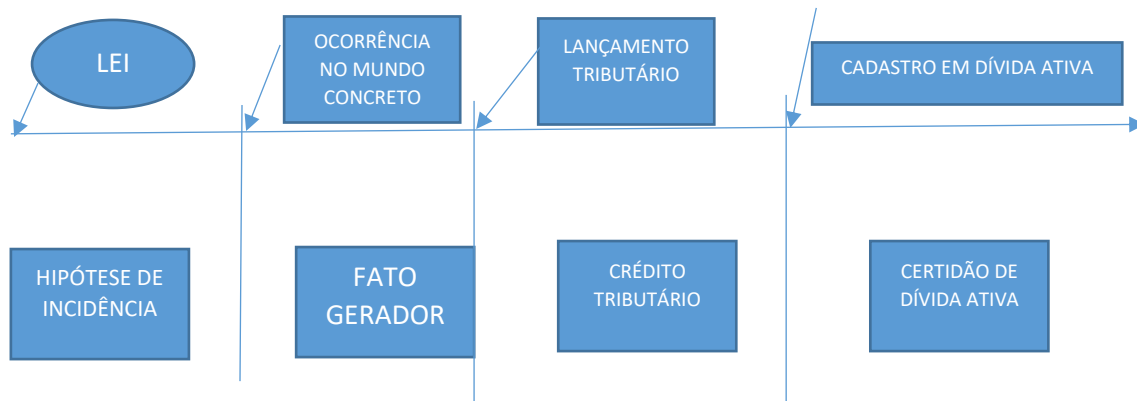 LEI
OCORRÊNCIA
NO MUNDO
CONCRETO
LANÇAMENTO
TRIBUTÁRIO
CADASTRO EM DÍVIDA ATIVA
HIPÓTESE DE
INCIDÊNCIA
FATO
GERADOR
CRÉDITO
TRIBUTÁRIO
CERTIDÃO DE
DÍVIDA ATIVA